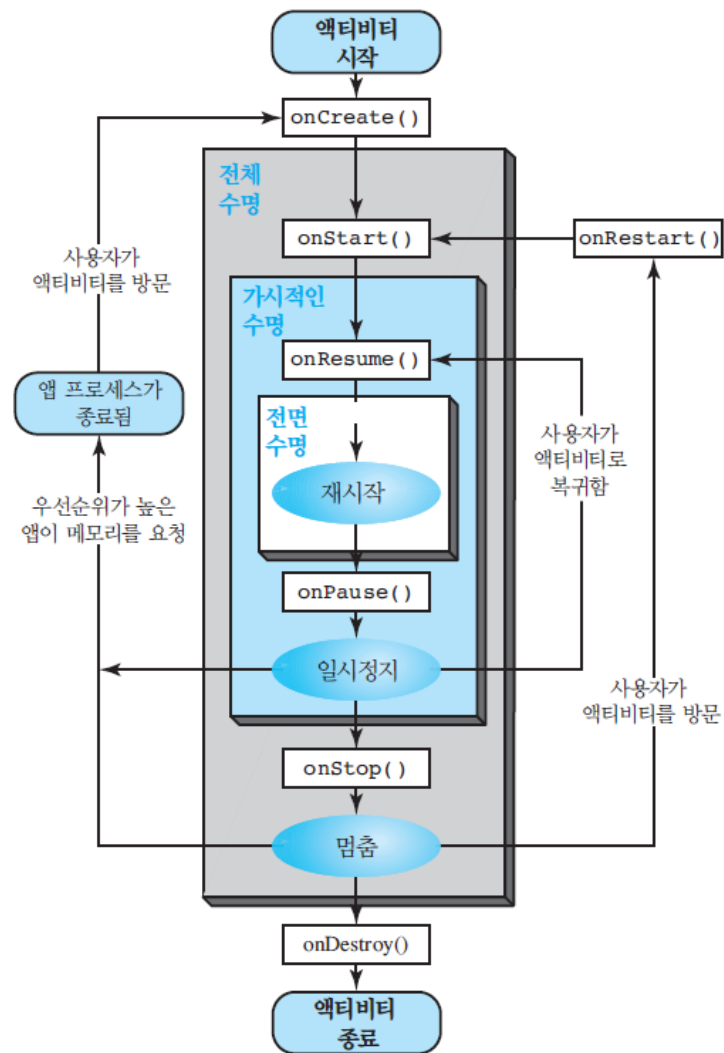 액티비티
시작
onCreate()
전체
수명
onStart()
onRestart()
사용자가
액티비티를 방문
가시적인
수명
onResume()
앱 프로세스가
종료됨
전면
수명
사용자가
액티비티로
복귀함
재시작
우선순위가 높은
앱이 메모리를 요청
onPause()
일시정지
사용자가
액티비티를 방문
onStop()
멈춤
onDestroy()
액티비티
종료